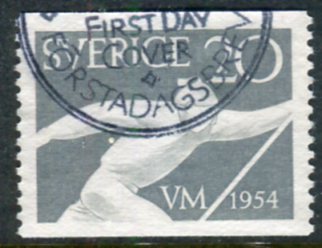 FIRST DAY
COVER
FÖRSTADAGSBREV
SVERIGE 20
VM 1954